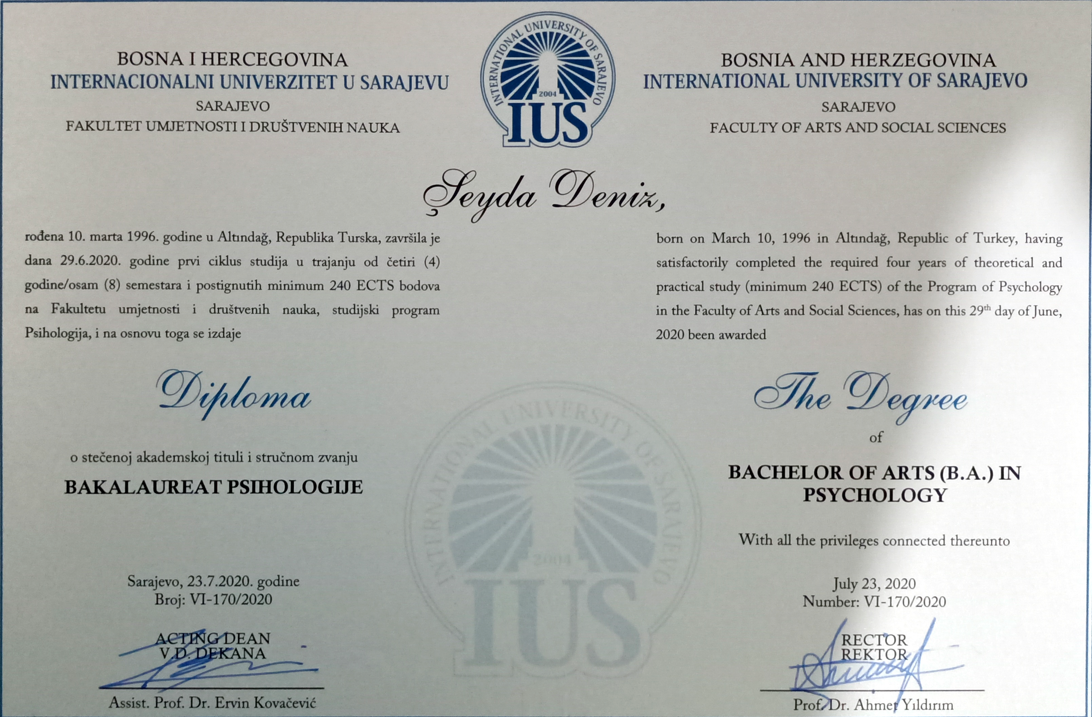 BOSNA I HERCEGOVINA
INTERNACIONALNI UNIVERZITET U SARAJEVU
SARAJEVO
FAKULTET UMJETNOSTI I DRUŠTVENIH NAUKA
INTERNATIONAL UNIVERSITY OF SARAJEVO
2004
IUS
BOSNIA AND HERZEGOVINA
INTERNATIONAL UNIVERSITY OF SARAJEVO
SARAJEVO
FACULTY OF ARTS AND SOCIAL SCIENCES
Şeyda Deniz,
rođena 10. marta 1996. godine u Altındağ, Republika Turska, završila je
dana 29.6.2020. godine prvi ciklus studija u trajanju od četiri (4)
godine/osam (8) semestara i postignutih minimum 240 ECTS bodova
na Fakultetu umjetnosti i društvenih nauka, studijski program
Psihologija, i na osnovu toga se izdaje
Diploma
o stečenoj akademskoj tituli i stručnom zvanju
BAKALAUREAT PSIHOLOGIJE
Sarajevo, 23.7.2020. godine
Broj: VI-170/2020
ACTING DEAN
V.D. DEKANA
Assist. Prof. Dr. Ervin Kovačević
born on March 10, 1996 in Altındağ, Republic of Turkey, having
satisfactorily completed the required four years of theoretical and
practical study (minimum 240 ECTS) of the Program of Psychology
in the Faculty of Arts and Social Sciences, has on this 29th day of June,
2020 been awarded
The Degree
of
BACHELOR OF ARTS (B.A.) IN
PSYCHOLOGY
With all the privileges connected thereunto
July 23, 2020
Number: VI-170/2020
RECTOR
REKTOR
Prof. Dr. Ahmet Yıldırım
INTERNATIONAL UNIVERSITY OF SARAJEVO
2004
IUS